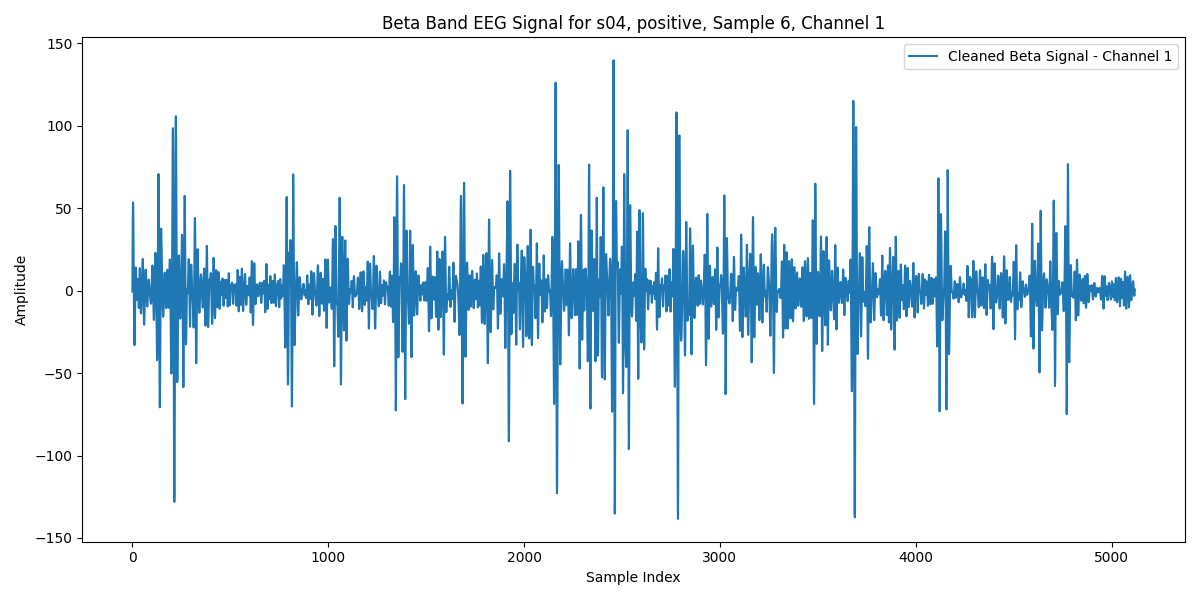 Beta Band EEG Signal for s04, positive, Sample 6, Channel 1
Cleaned Beta Signal - Channel 1
150
100
50
0
−50
−100
−150
Amplitude
0 1000 2000 3000 4000 5000
Sample Index